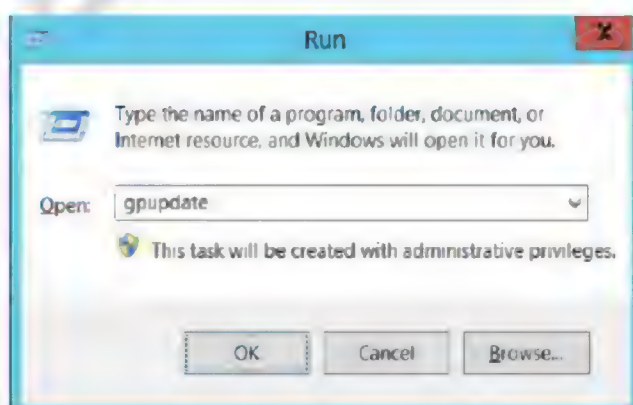 Run
Type the name of a program, folder, document, or
Internet resource, and Windows will open it for you.
Open:
gpupdate
This task will be created with administrative privileges.
OK
Cancel
Browse...